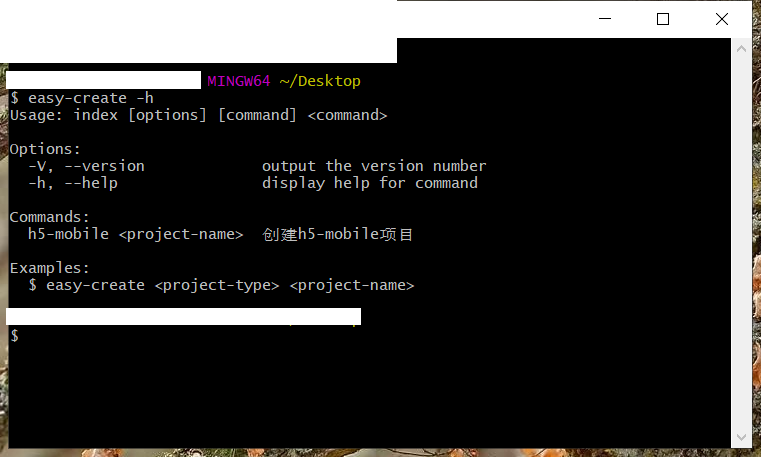 MINGW64 ~/Desktop
$ easy-create -h
Usage: index [options] [command] <command>
Options:
-V, --version output the version number
-h, --help display help for command
Commands:
h5-mobile <project-name> 创建h5-mobile项目
Examples:
$ easy-create <project-type> <project-name>
$